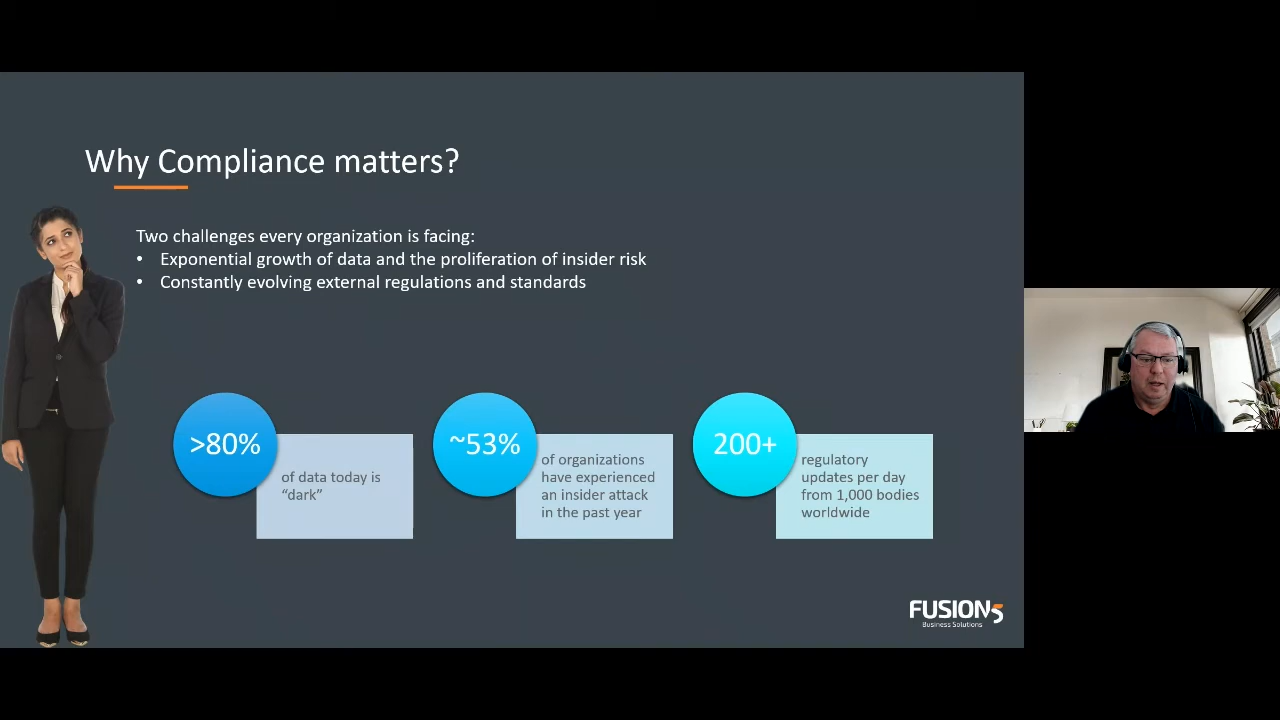 Why Compliance matters?
Two challenges every organization is facing:
• Exponential growth of data and the proliferation of insider risk
• Constantly evolving external regulations and standards
>80%
of data today is
“dark”
~53%
of organizations
have experienced
an insider attack
in the past year
200+
regulatory
updates per day
from 1,000 bodies
worldwide
FUSION5
Business Solutions